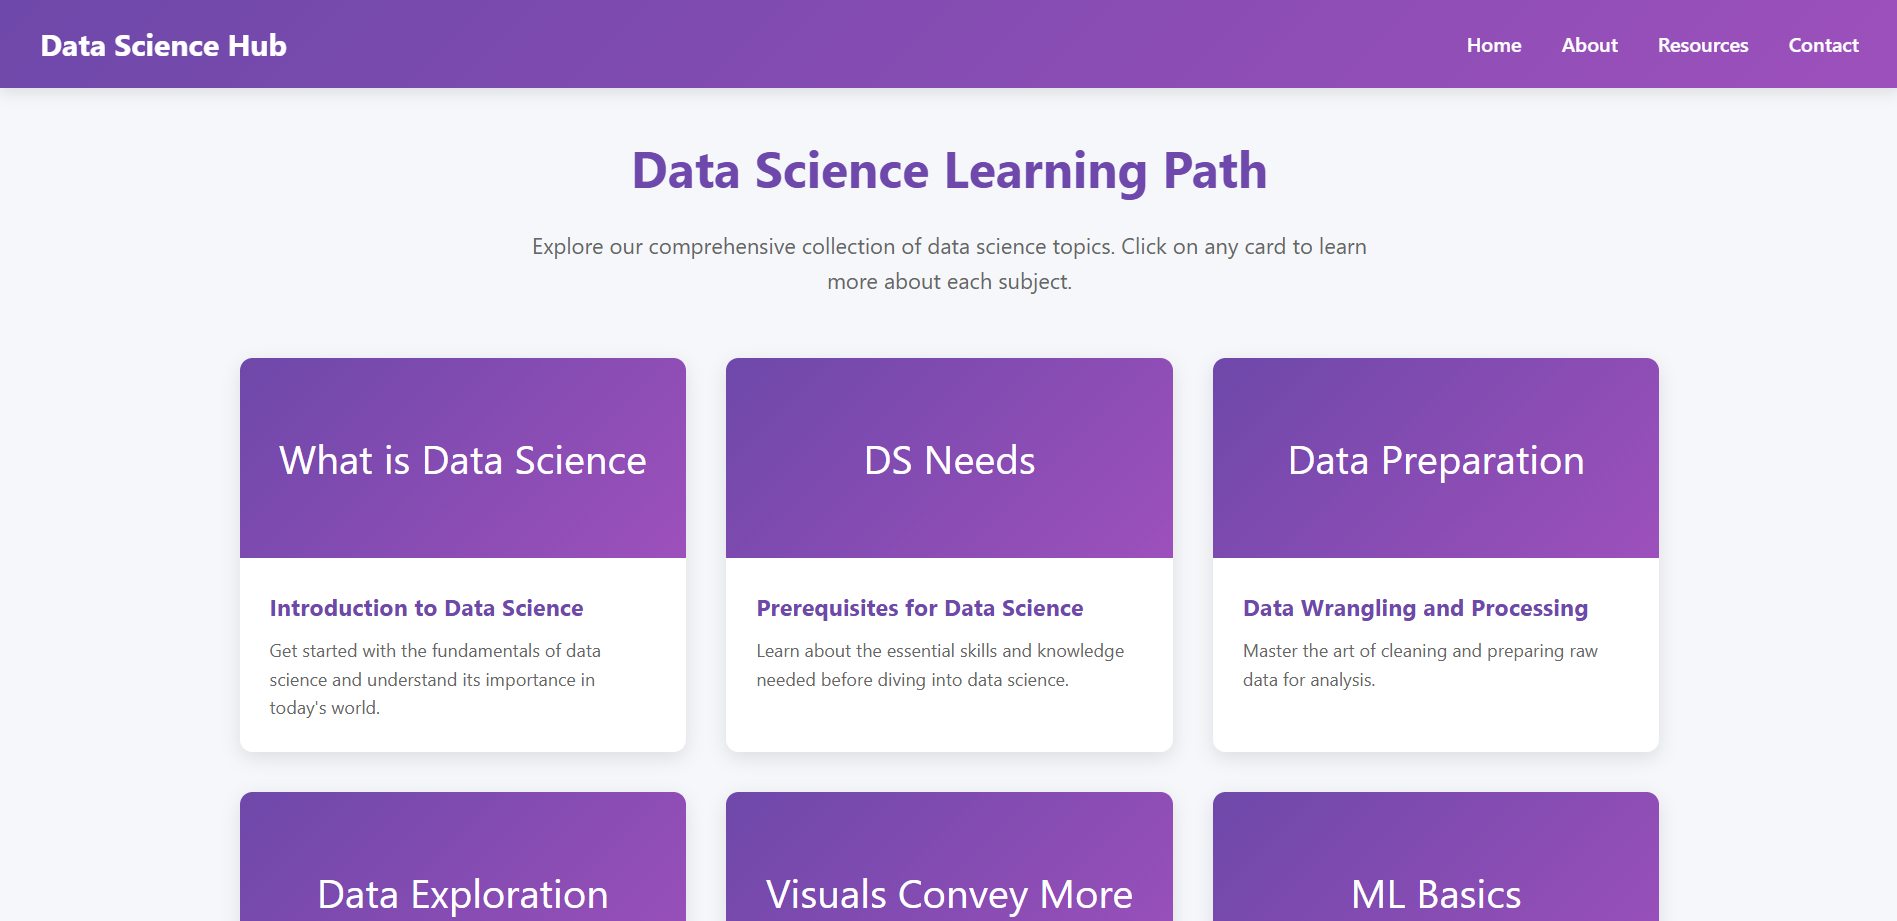 Data Science Hub
Home
About
Resources
Contact
Data Science Learning Path
Explore our comprehensive collection of data science topics. Click on any card to learn
more about each subject.
What is Data Science
Introduction to Data Science
Get started with the fundamentals of data
science and understand its importance in
today's world.
DS Needs
Prerequisites for Data Science
Learn about the essential skills and knowledge
needed before diving into data science.
Data Preparation
Data Wrangling and Processing
Master the art of cleaning and preparing raw
data for analysis.
Data Exploration
Visuals Convey More
ML Basics